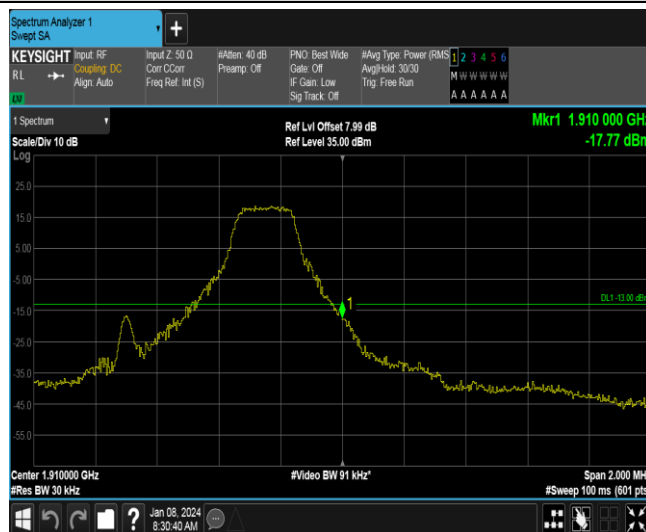 Spectrum Analyzer 1
Swept SA
KEYSIGHT
RL
Input: RF
Coupling: DC
Align: Auto
Input Z: 50 Ω
Corr CCorr
Freq Ref: Int (S)
#Atten: 40 dB
Preamp: Off
PNO: Best Wide
Gate: Off
IF Gain: Low
Sig Track: Off
#Avg Type: Power (RMS
Avg|Hold: 30/30
Trig: Free Run
1 2 3 4 5 6
M W W W W W
A A A A A A
1 Spectrum
Scale/Div 10 dB
Log
Ref Lvl Offset 7.99 dB
Ref Level 35.00 dBm
Mkr1 1.910 000 GHz
-17.77 dBm
25.0
15.0
5.00
-5.00
-15.0
-25.0
-35.0
-45.0
-55.0
1
DL1 -13.00 dBm
Center 1.910000 GHz
#Res BW 30 kHz
#Video BW 91 kHz*
Span 2.000 MH
#Sweep 100 ms (601 pts
?
Jan 08, 2024
8:30:40 AM